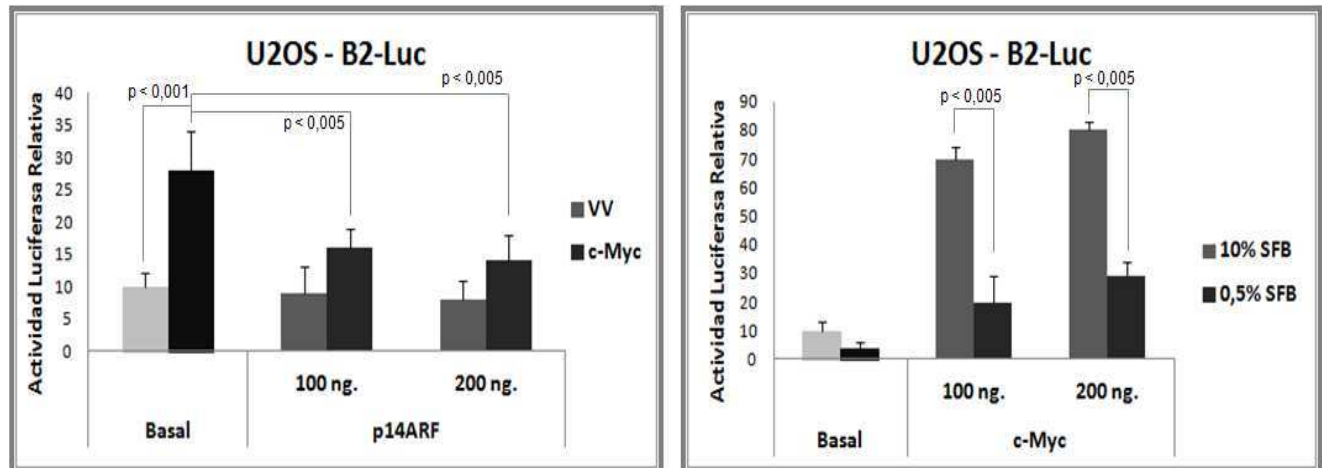 U2OS - B2-Luc
p < 0,001
p < 0,005
p < 0,005
Actividad Luciferasa Relativa
40
35
30
25
20
15
10
5
0
VV
c-Myc
100 ng.
200 ng.
Basal
p14ARF
U2OS - B2-Luc
p < 0,005
p < 0,005
Actividad Luciferasa Relativa
90
80
70
60
50
40
30
20
10
0
10% SFB
0,5% SFB
100 ng.
200 ng.
Basal
c-Myc